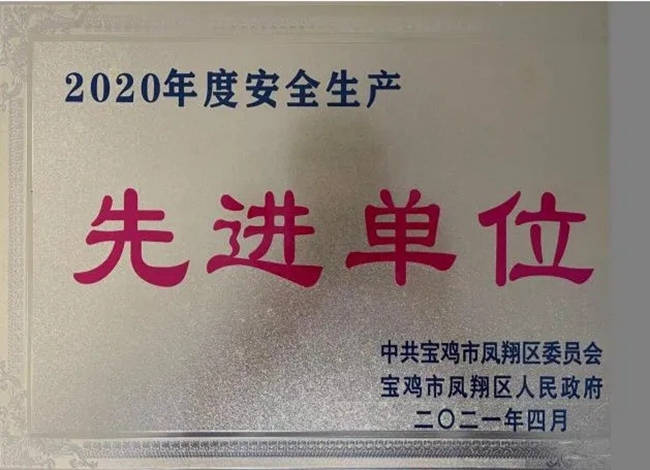 2020年度安全生产
先进单位
中共宝鸡市凤翔区委员会
宝鸡市凤翔区人民政府
二〇二一年四月